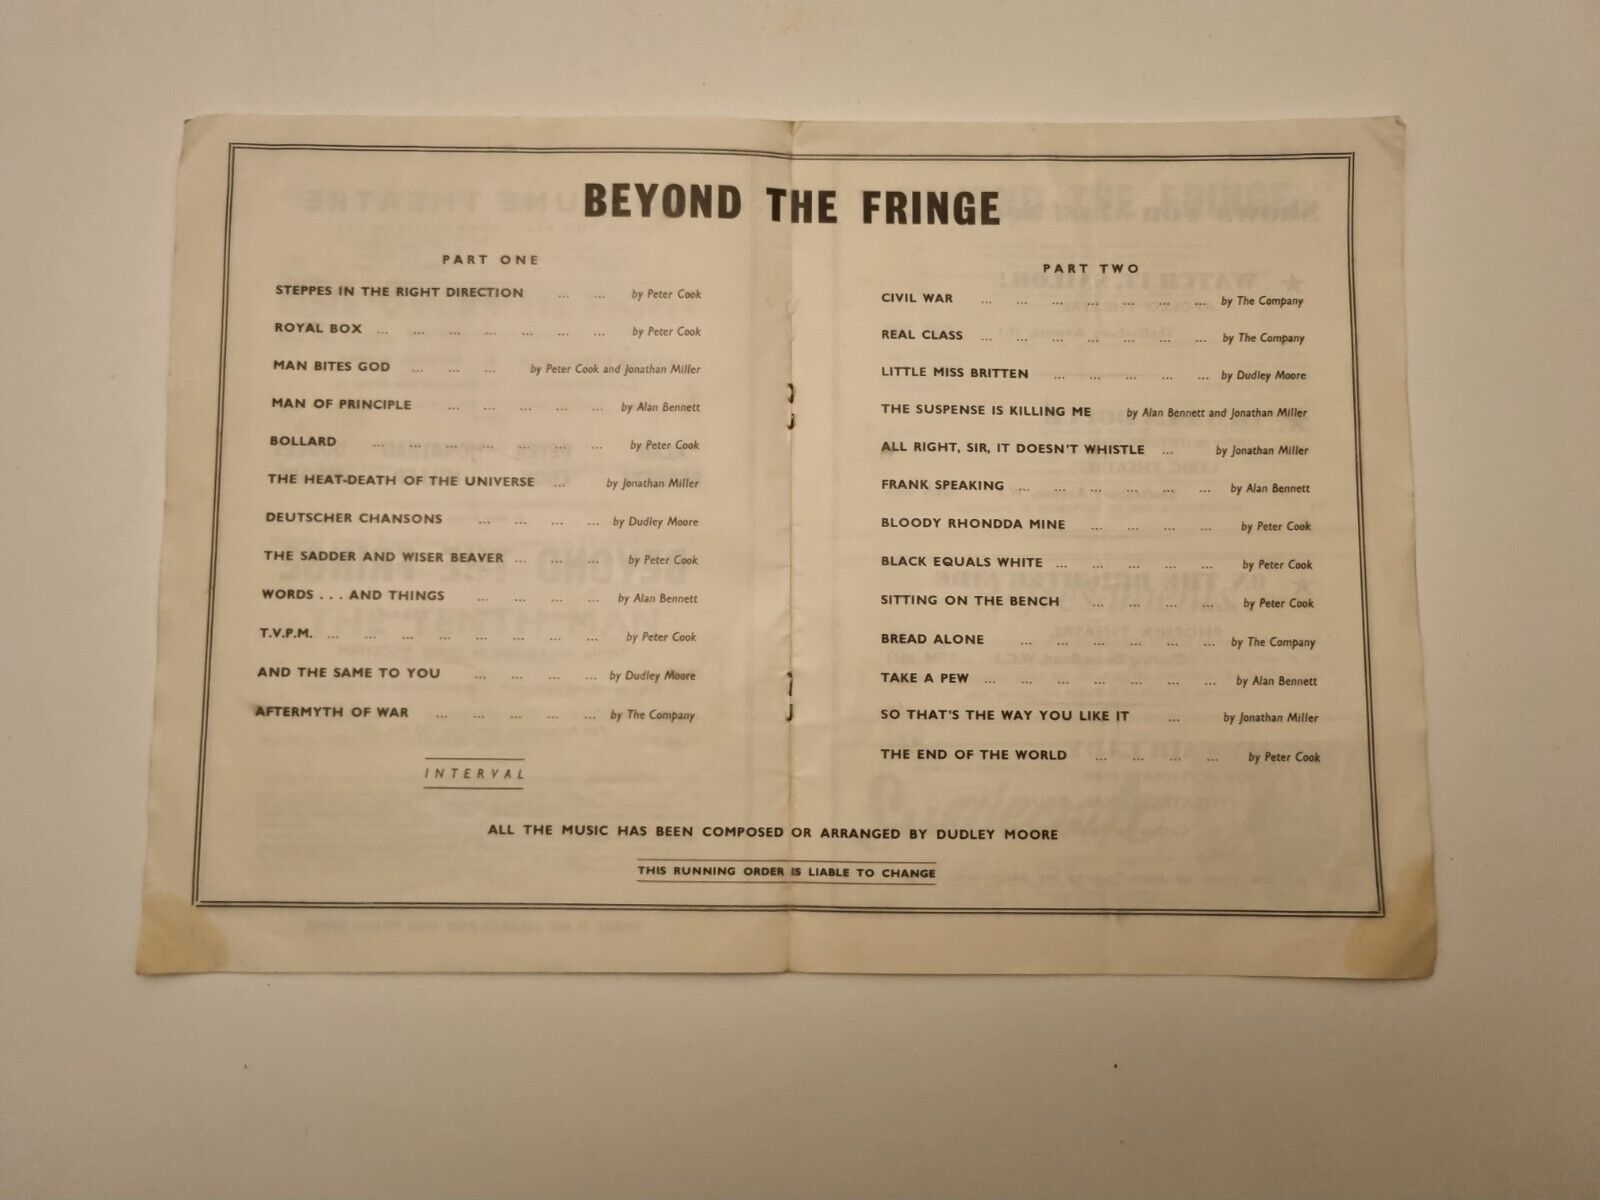 BEYOND THE FRINGE
PART ONE
STEPPES IN THE RIGHT DIRECTION ... ... by Peter Cook
ROYAL BOX ... ... ... ... ... ... ... by Peter Cook
MAN BITES GOD ... ... ... by Peter Cook and Jonathan Miller
MAN OF PRINCIPLE ... ... ... ... ... by Alan Bennett
BOLLARD ... ... ... ... ... ... ... by Peter Cook
THE HEAT-DEATH OF THE UNIVERSE ... by Jonathan Miller
DEUTSCHER CHANSONS ... ... ... ... by Dudley Moore
THE SADDER AND WISER BEAVER ... ... ... by Peter Cook
WORDS . . . AND THINGS ... ... ... ... by Alan Bennett
T.V.P.M. ... ... ... ... ... ... ... ... by Peter Cook
AND THE SAME TO YOU ... ... ... ... by Dudley Moore
AFTERMYTH OF WAR ... ... ... ... ... by The Company
INTERVAL
PART TWO
CIVIL WAR ... ... ... ... ... ... ... by The Company
REAL CLASS ... ... ... ... ... ... ... by The Company
LITTLE MISS BRITTEN ... ... ... ... ... by Dudley Moore
THE SUSPENSE IS KILLING ME by Alan Bennett and Jonathan Miller
ALL RIGHT, SIR, IT DOESN'T WHISTLE ... by Jonathan Miller
FRANK SPEAKING ... ... ... ... ... ... by Alan Bennett
BLOODY RHONDDA MINE ... ... ... ... by Peter Cook
BLACK EQUALS WHITE ... ... ... ... ... by Peter Cook
SITTING ON THE BENCH ... ... ... ... by Peter Cook
BREAD ALONE ... ... ... ... ... ... by The Company
TAKE A PEW ... ... ... ... ... ... ... by Alan Bennett
SO THAT'S THE WAY YOU LIKE IT ... by Jonathan Miller
THE END OF THE WORLD ... ... ... ... by Peter Cook
ALL THE MUSIC HAS BEEN COMPOSED OR ARRANGED BY DUDLEY MOORE
THIS RUNNING ORDER IS LIABLE TO CHANGE